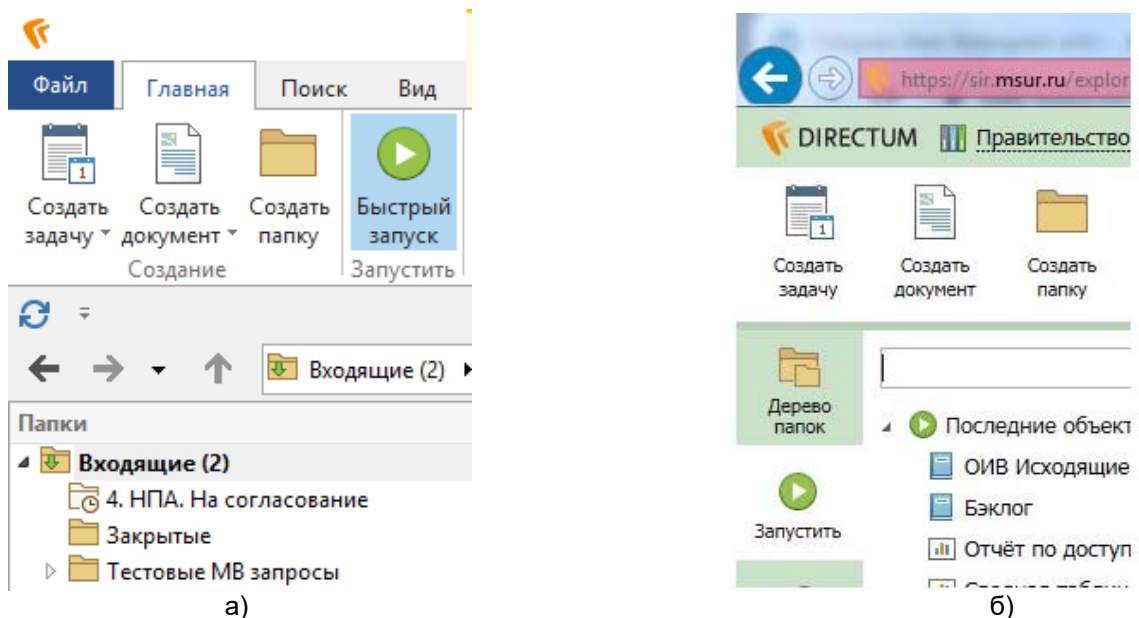 Файл Главная Поиск Вид
Создать задачу
Создать документ
Создать папку
Быстрый запуск
Создание Запустить
Входящие (2)
Папки
Входящие (2)
4. НПА. На согласование
Закрытые
Тестовые МВ запросы
а)
https://sir.msur.ru/explor
DIRECTUM Правительство
Создать задачу
Создать документ
Создать папку
Дерево папок
Последние объект
ОИВ Исходящие
Бэклог
Запустить
Отчёт по доступ
б)